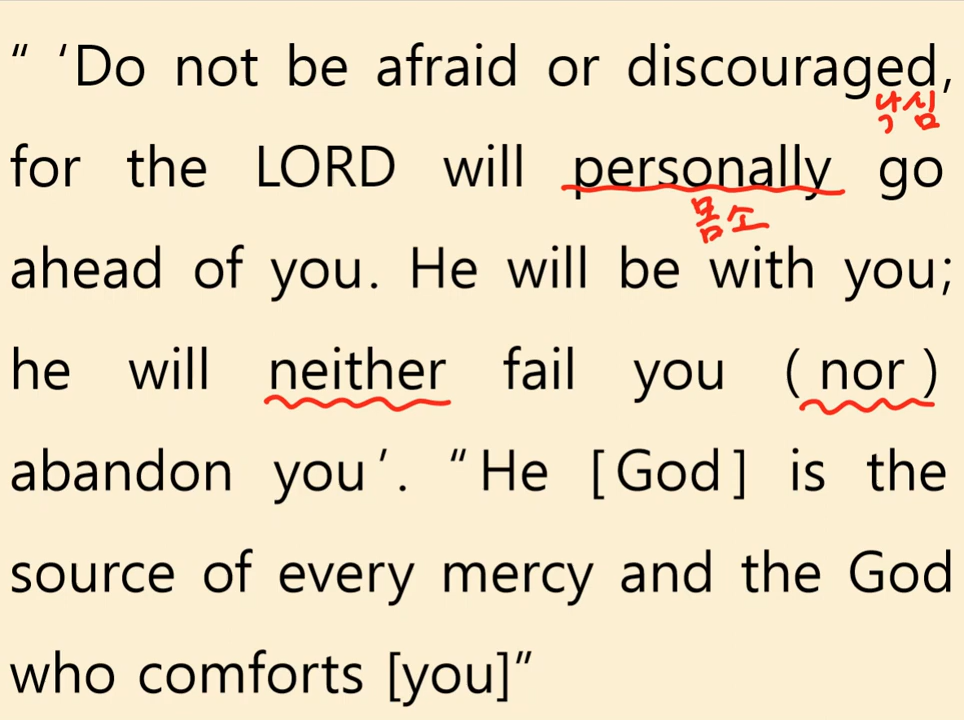 “ ‘Do not be afraid or discouraged,
낙심
for the LORD will personally go
몸소
ahead of you. He will be with you;
he will neither fail you ( nor )
abandon you ’. “ He [ God ] is the
source of every mercy and the God
who comforts [you]”